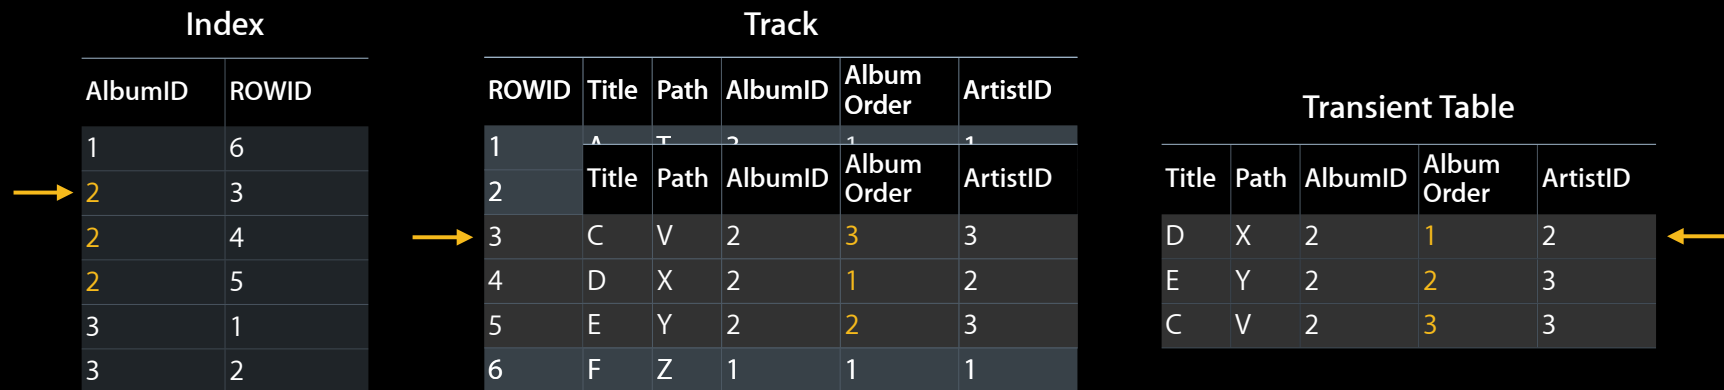 Index
AlbumID ROWID
1 6
2 3
2 4
2 5
3 1
3 2
Track
ROWID Title Path AlbumID Album Order ArtistID
1
2
Title Path AlbumID Album Order ArtistID
3 C V 2 3 3
4 D X 2 1 2
5 E Y 2 2 3
6 F Z 1 1 1
Transient Table
Title Path AlbumID Album Order ArtistID
D X 2 1 2
E Y 2 2 3
C V 2 3 3